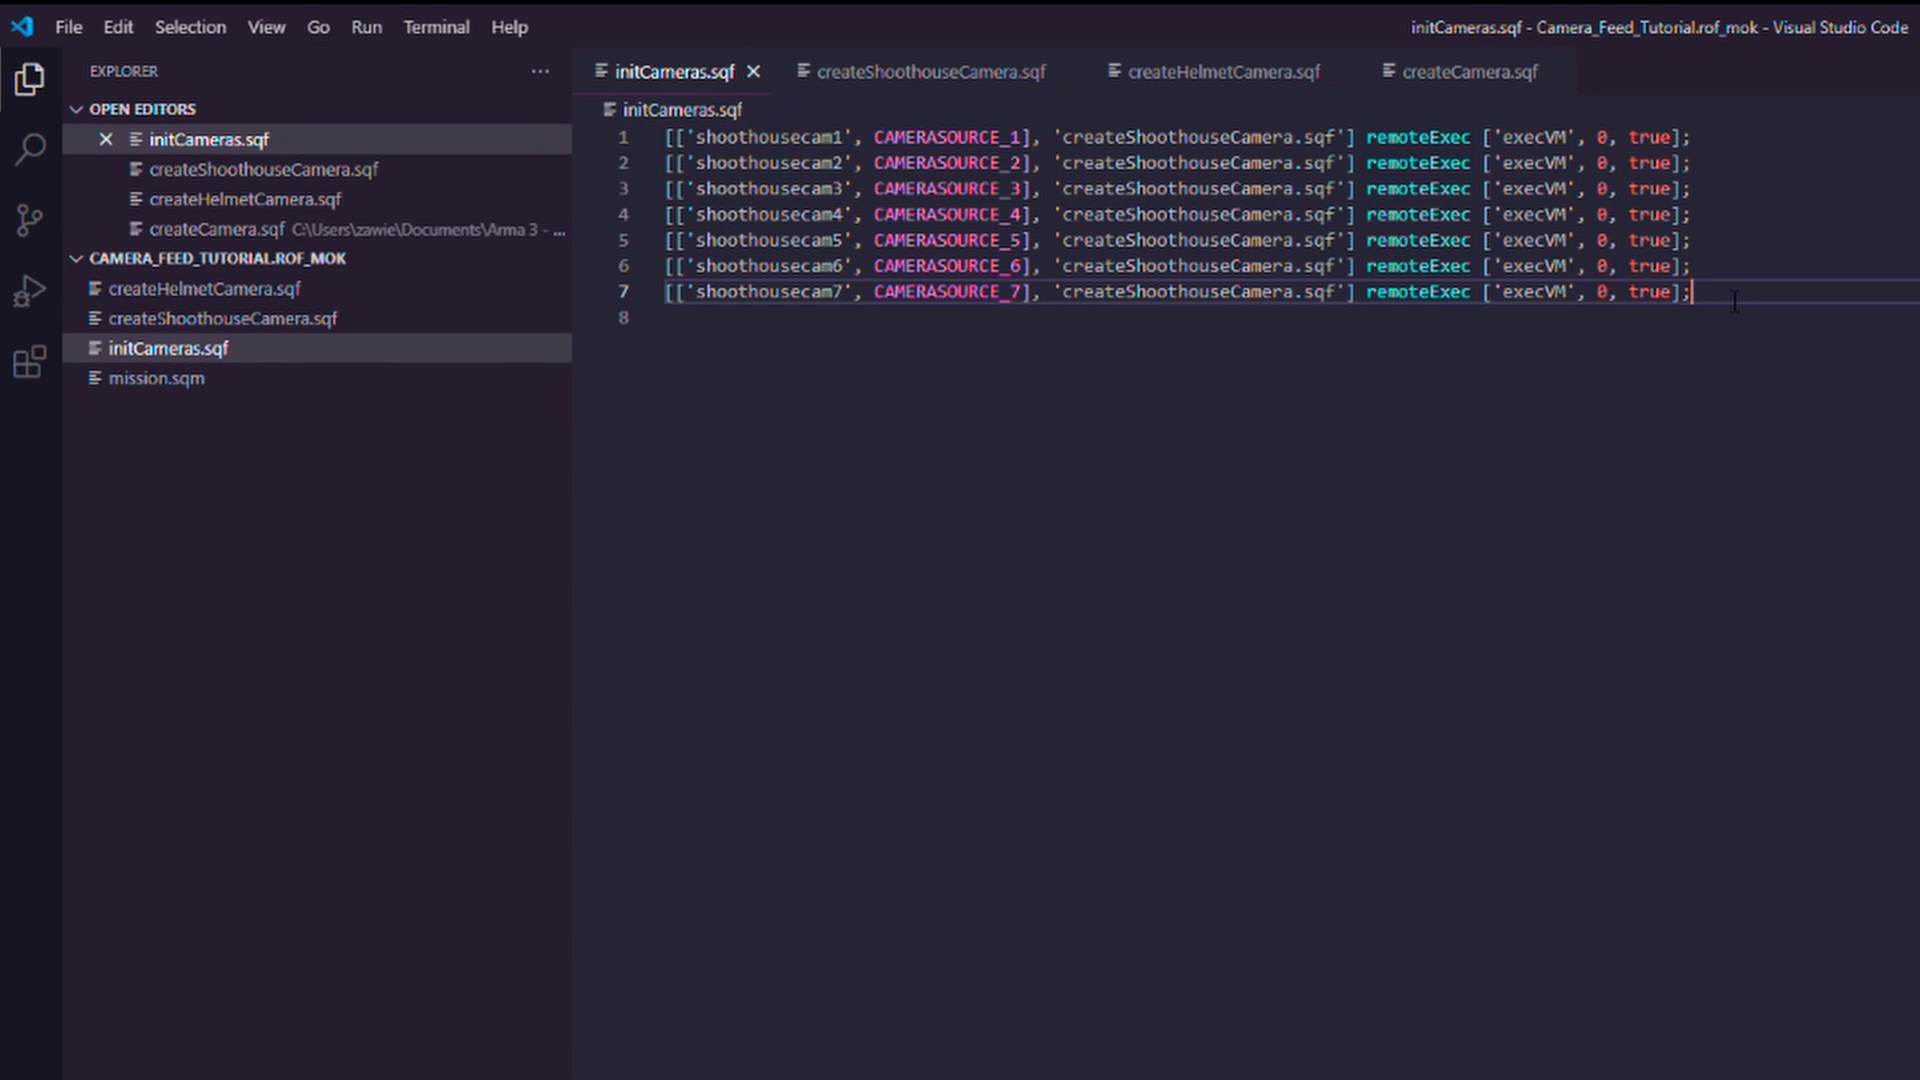 File Edit Selection View Go Run Terminal Help
initCameras.sqf - Camera_Feed_Tutorial.rof_mok - Visual Studio Code
EXPLORER ...
OPEN EDITORS
initCameras.sqf
createShoothouseCamera.sqf
createHelmetCamera.sqf
createCamera.sqf C:\Users\zawie\Documents\Arma 3 - ...
CAMERA_FEED_TUTORIAL.ROF_MOK
createHelmetCamera.sqf
createShoothouseCamera.sqf
initCameras.sqf
mission.sqm
initCameras.sqf createShoothouseCamera.sqf createHelmetCamera.sqf createCamera.sqf
initCameras.sqf
1 [['shoothousecam1', CAMERASOURCE_1], 'createShoothouseCamera.sqf'] remoteExec ['execVM', 0, true];
2 [['shoothousecam2', CAMERASOURCE_2], 'createShoothouseCamera.sqf'] remoteExec ['execVM', 0, true];
3 [['shoothousecam3', CAMERASOURCE_3], 'createShoothouseCamera.sqf'] remoteExec ['execVM', 0, true];
4 [['shoothousecam4', CAMERASOURCE_4], 'createShoothouseCamera.sqf'] remoteExec ['execVM', 0, true];
5 [['shoothousecam5', CAMERASOURCE_5], 'createShoothouseCamera.sqf'] remoteExec ['execVM', 0, true];
6 [['shoothousecam6', CAMERASOURCE_6], 'createShoothouseCamera.sqf'] remoteExec ['execVM', 0, true];
7 [['shoothousecam7', CAMERASOURCE_7], 'createShoothouseCamera.sqf'] remoteExec ['execVM', 0, true];
8